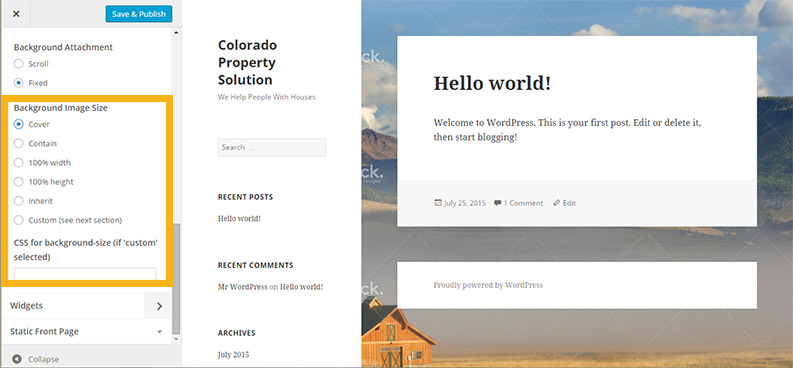 Save & Publish
Background Attachment
Scroll
Fixed
Background Image Size
Cover
Contain
100% width
100% height
Inherit
Custom (see next section)
CSS for background-size (if 'custom'
selected)
Widgets
Static Front Page
Collapse
Colorado
Property
Solution
We Help People With Houses
Search …
RECENT POSTS
Hello world!
RECENT COMMENTS
Mr WordPress on Hello world!
ARCHIVES
July 2015
Hello world!
Welcome to WordPress. This is your first post. Edit or delete it,
then start blogging!
July 25, 2015 1 Comment Edit
Proudly powered by WordPress